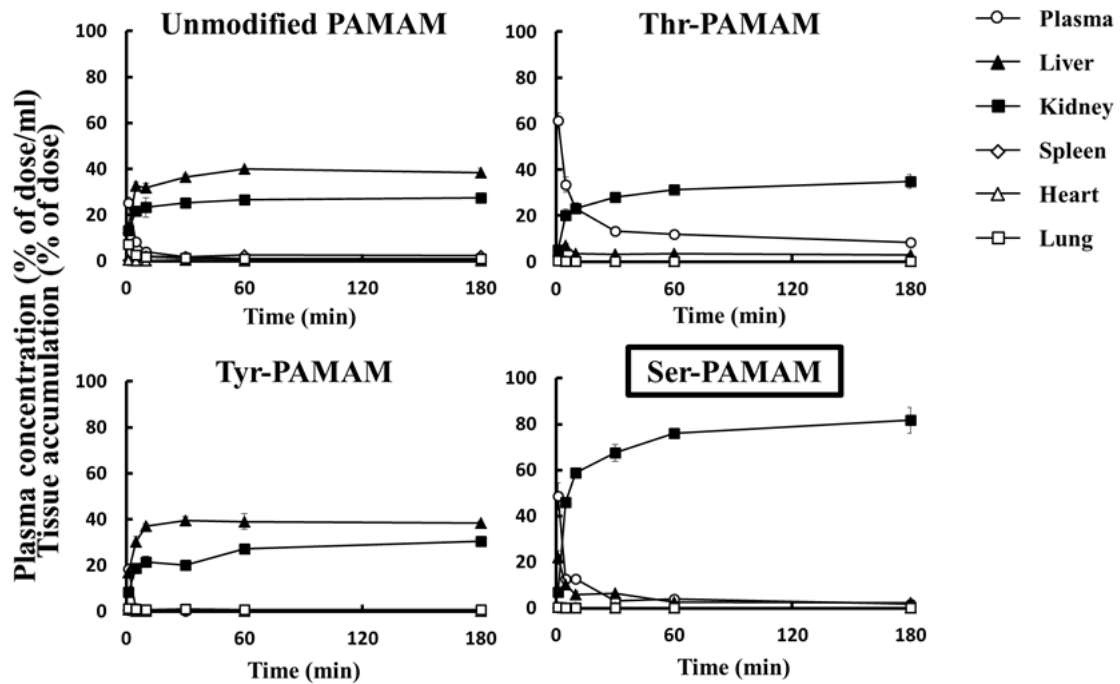 Unmodified PAMAM
Thr-PAMAM
Plasma
Liver
Kidney
Spleen
Heart
Lung
Plasma concentration (% of dose/ml)
Tissue accumulation (% of dose)
100
80
60
40
20
0
0 60 120 180
Time (min)
100
80
60
40
20
0
0 60 120 180
Time (min)
Tyr-PAMAM
Ser-PAMAM
100
80
60
40
20
0
0 60 120 180
Time (min)
100
80
60
40
20
0
0 60 120 180
Time (min)